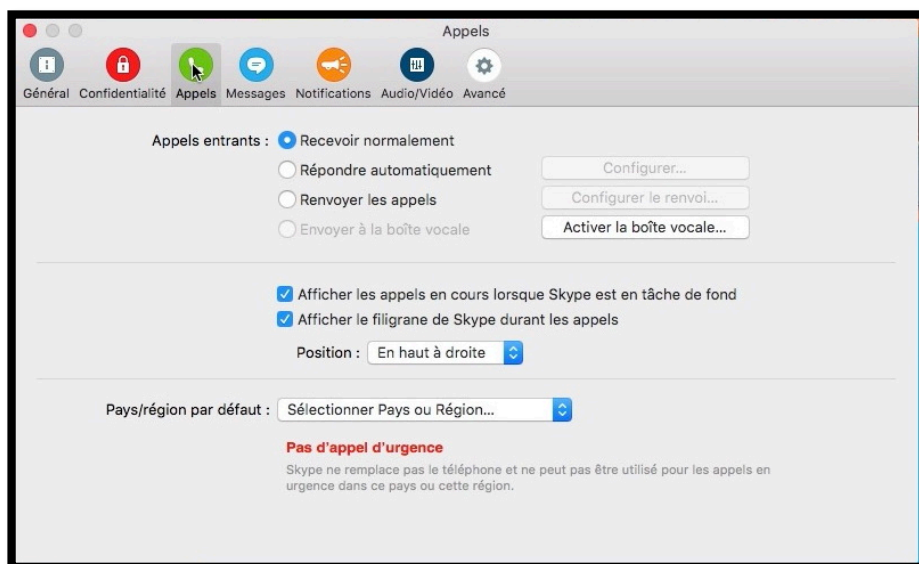 Appels
Général Confidentialité Appels Messages Notifications Audio/Vidéo Avancé
Appels entrants : Recevoir normalement
Répondre automatiquement Configurer...
Renvoyer les appels Configurer le renvoi...
Envoyer à la boîte vocale Activer la boîte vocale...
Afficher les appels en cours lorsque Skype est en tâche de fond
Afficher le filigrane de Skype durant les appels
Position : En haut à droite
Pays/région par défaut : Sélectionner Pays ou Région...
Pas d'appel d'urgence
Skype ne remplace pas le téléphone et ne peut pas être utilisé pour les appels en
urgence dans ce pays ou cette région.